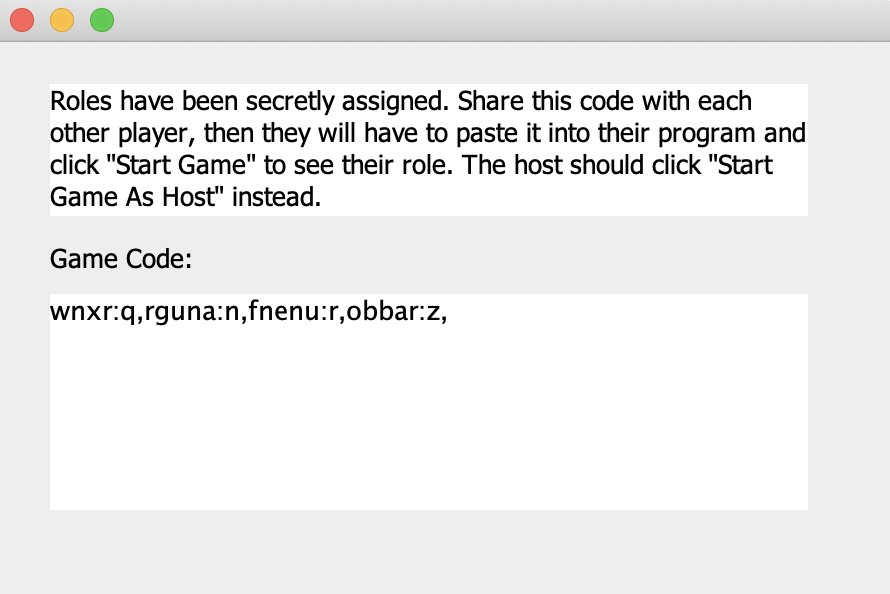 Roles have been secretly assigned. Share this code with each
other player, then they will have to paste it into their program and
click "Start Game" to see their role. The host should click "Start
Game As Host" instead.
Game Code:
wnxr:q,rguna:n,fnenu:r,obbar:z,